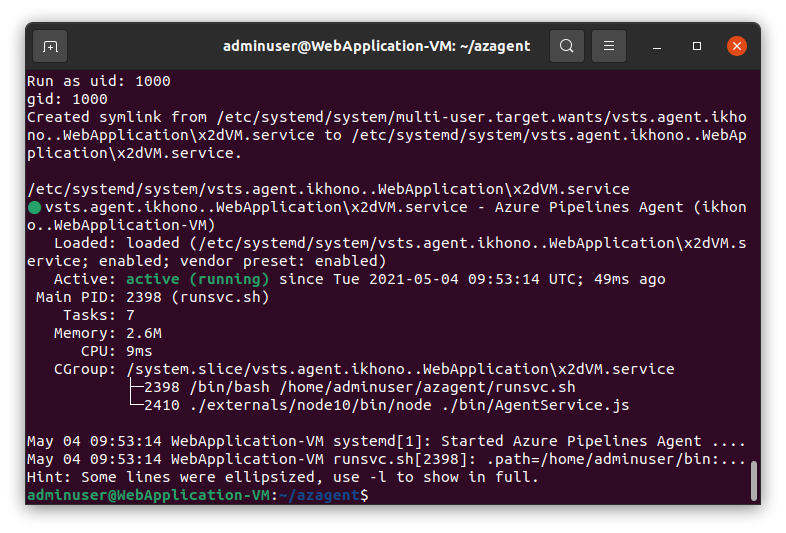 adminuser@WebApplication-VM: ~/azagent
Run as uid: 1000
gid: 1000
Created symlink from /etc/systemd/system/multi-user.target.wants/vsts.agent.ikho
no..WebApplication\x2dVM.service to /etc/systemd/system/vsts.agent.ikhono..WebAp
plication\x2dVM.service.
/etc/systemd/system/vsts.agent.ikhono..WebApplication\x2dVM.service
● vsts.agent.ikhono..WebApplication\x2dVM.service - Azure Pipelines Agent (ikhon
o..WebApplication-VM)
   Loaded: loaded (/etc/systemd/system/vsts.agent.ikhono..WebApplication\x2dVM.s
ervice; enabled; vendor preset: enabled)
   Active: active (running) since Tue 2021-05-04 09:53:14 UTC; 49ms ago
 Main PID: 2398 (runsvc.sh)
    Tasks: 7
   Memory: 2.6M
      CPU: 9ms
   CGroup: /system.slice/vsts.agent.ikhono..WebApplication\x2dVM.service
           ├─2398 /bin/bash /home/adminuser/azagent/runsvc.sh
           └─2410 ./externals/node10/bin/node ./bin/AgentService.js
May 04 09:53:14 WebApplication-VM systemd[1]: Started Azure Pipelines Agent ....
May 04 09:53:14 WebApplication-VM runsvc.sh[2398]: .path=/home/adminuser/bin:...
Hint: Some lines were ellipsized, use -l to show in full.
adminuser@WebApplication-VM:~/azagent$